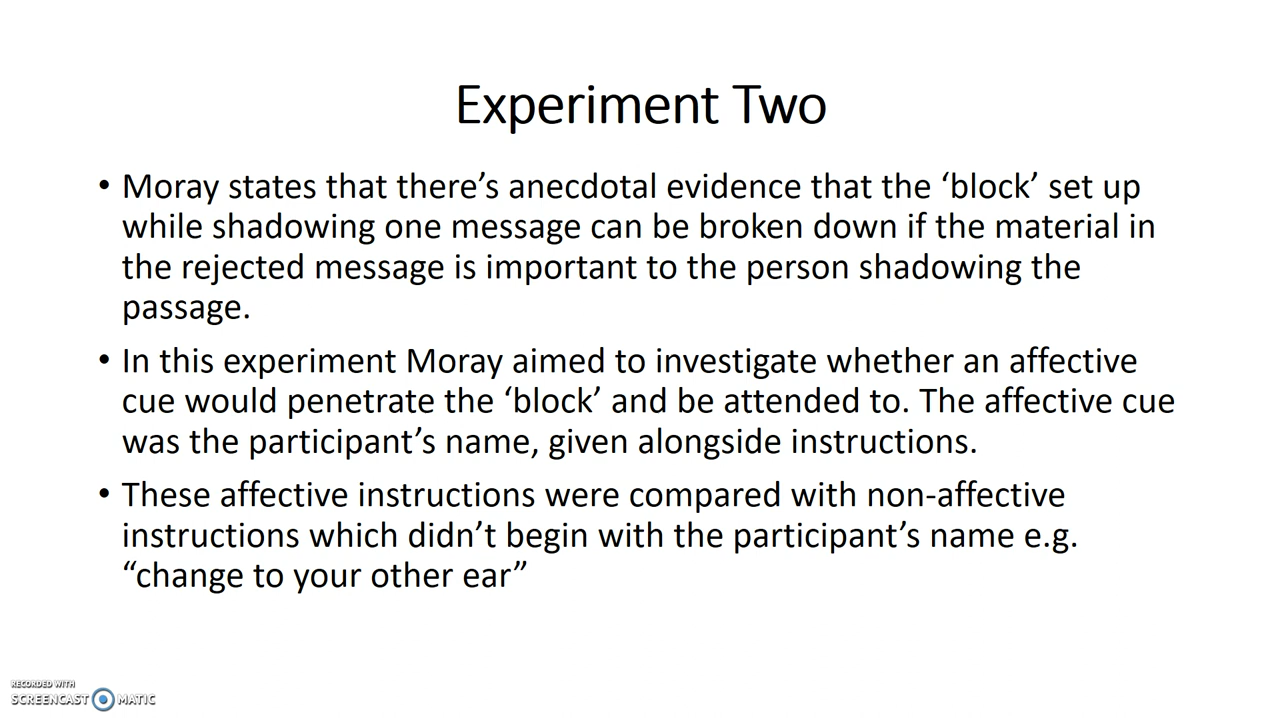 Experiment Two
• Moray states that there’s anecdotal evidence that the ‘block’ set up
while shadowing one message can be broken down if the material in
the rejected message is important to the person shadowing the
passage.
• In this experiment Moray aimed to investigate whether an affective
cue would penetrate the ‘block’ and be attended to. The affective cue
was the participant’s name, given alongside instructions.
• These affective instructions were compared with non-affective
instructions which didn’t begin with the participant’s name e.g.
“change to your other ear”
RECORDED WITH
SCREENCAST MATIC